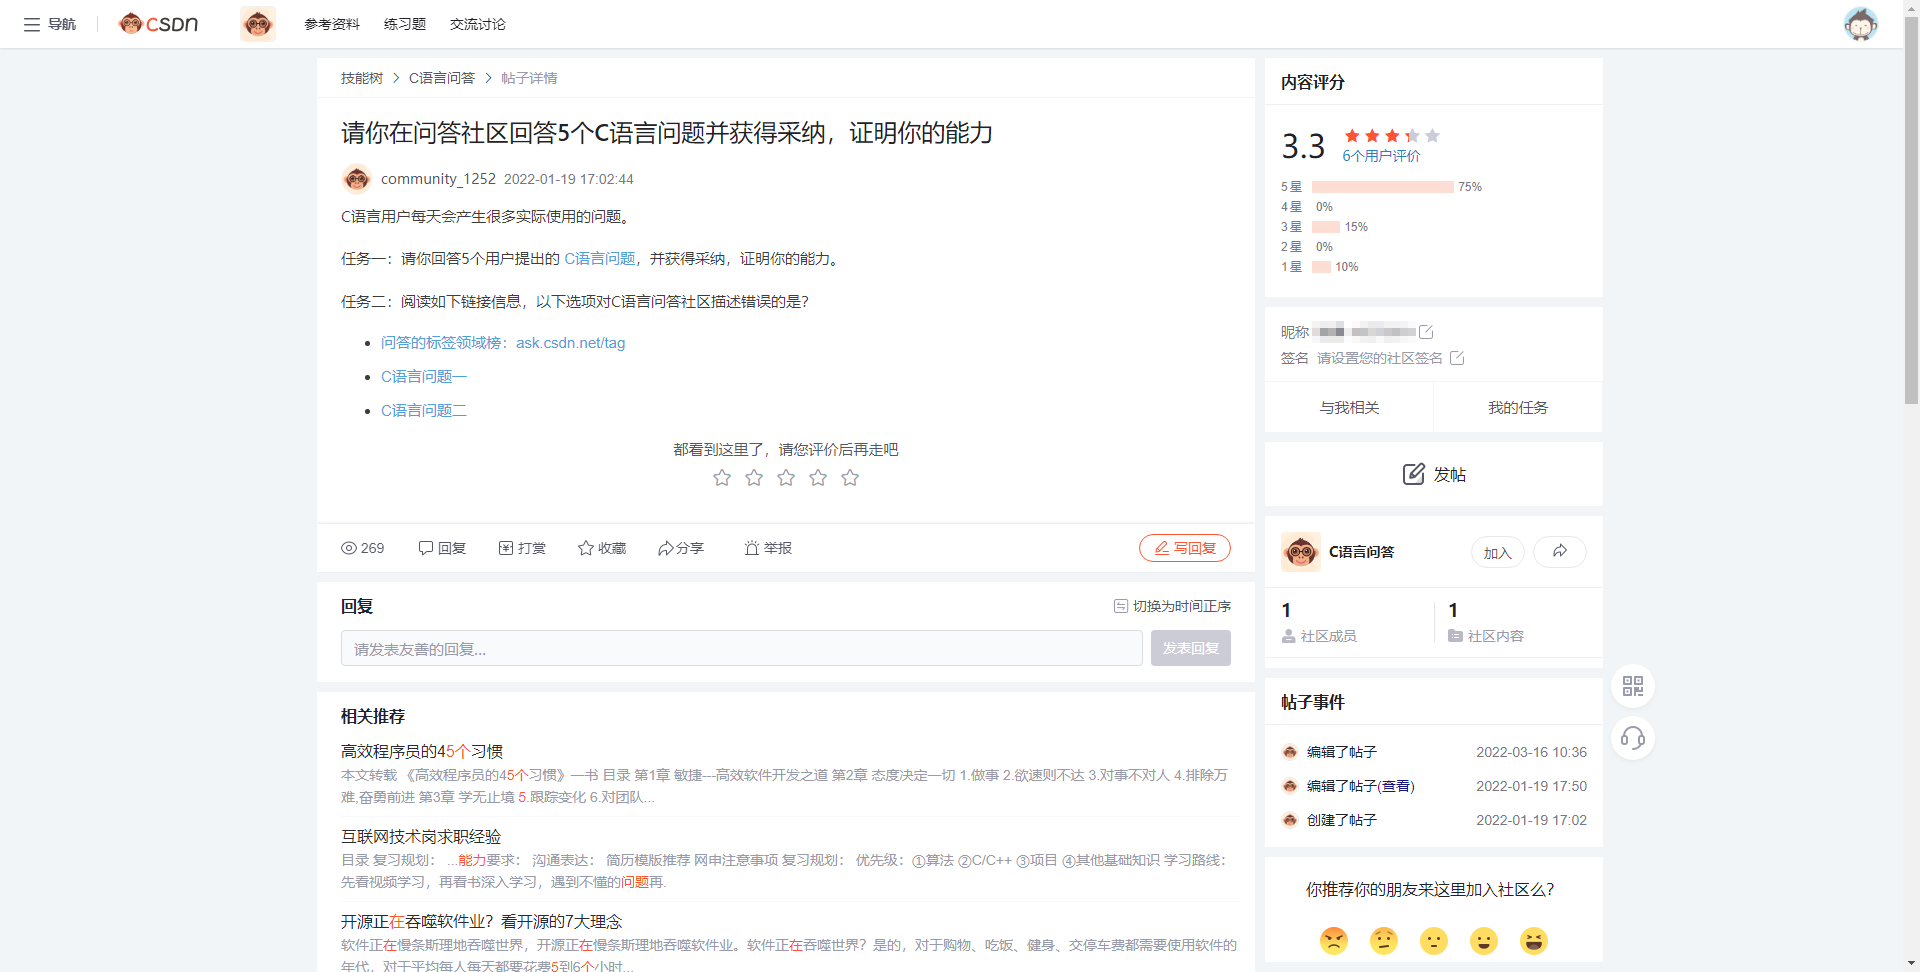 导航
CSDN
参考资料
练习题
交流讨论
技能树 > C语言问答 > 帖子详情
请你在问答社区回答5个C语言问题并获得采纳，证明你的能力
community_1252 2022-01-19 17:02:44
C语言用户每天会产生很多实际使用的问题。
任务一：请你回答5个用户提出的 C语言问题，并获得采纳，证明你的能力。
任务二：阅读如下链接信息，以下选项对C语言问答社区描述错误的是？
问答的标签领域榜：ask.csdn.net/tag
C语言问题一
C语言问题二
都看到这里了，请您评价后再走吧
269
回复
打赏
收藏
分享
举报
写回复
回复
切换为时间正序
请发表友善的回复...
发表回复
相关推荐
高效程序员的45个习惯
本文转载 《高效程序员的45个习惯》一书 目录 第1章 敏捷---高效软件开发之道 第2章 态度决定一切 1.做事 2.欲速则不达 3.对事不对人 4.排除万
难,奋勇前进 第3章 学无止境 5.跟踪变化 6.对团队...
互联网技术岗求职经验
目录 复习规划： ...能力要求： 沟通表达： 简历模版推荐 网申注意事项 复习规划： 优先级：①算法 ②C/C++ ③项目 ④其他基础知识 学习路线：
先看视频学习，再看书深入学习，遇到不懂的问题再.
开源正在吞噬软件业？看开源的7大理念
软件正在慢条斯理地吞噬世界，开源正在慢条斯理地吞噬软件业。软件正在吞噬世界？是的，对于购物、吃饭、健身、交停车费都需要使用软件的
年代，对于平均每人每天都要花费5到6个小时...
内容评分
3.3
6个用户评价
5星 75%
4星 0%
3星 15%
2星 0%
1星 10%
昵称
签名 请设置您的社区签名
与我相关
我的任务
发帖
C语言问答
加入
1
社区成员
1
社区内容
帖子事件
编辑了帖子 2022-03-16 10:36
编辑了帖子(查看) 2022-01-19 17:50
创建了帖子 2022-01-19 17:02
你推荐你的朋友来这里加入社区么？